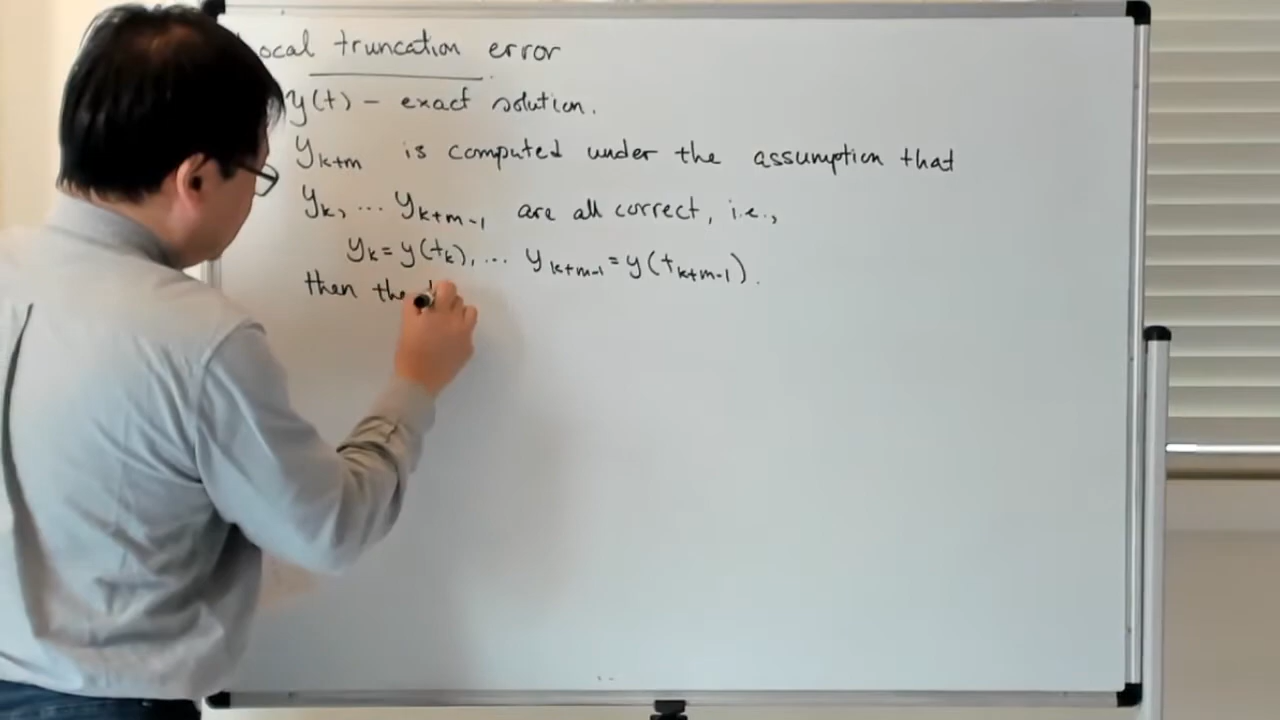 ocal truncation error
y(t) – exact solution.
y_{k+m} is computed under the assumption that
y_k, ... y_{k+m-1} are all correct, i.e.,
y_k = y(t_k), ... y_{k+m-1} = y(t_{k+m-1}).
then the